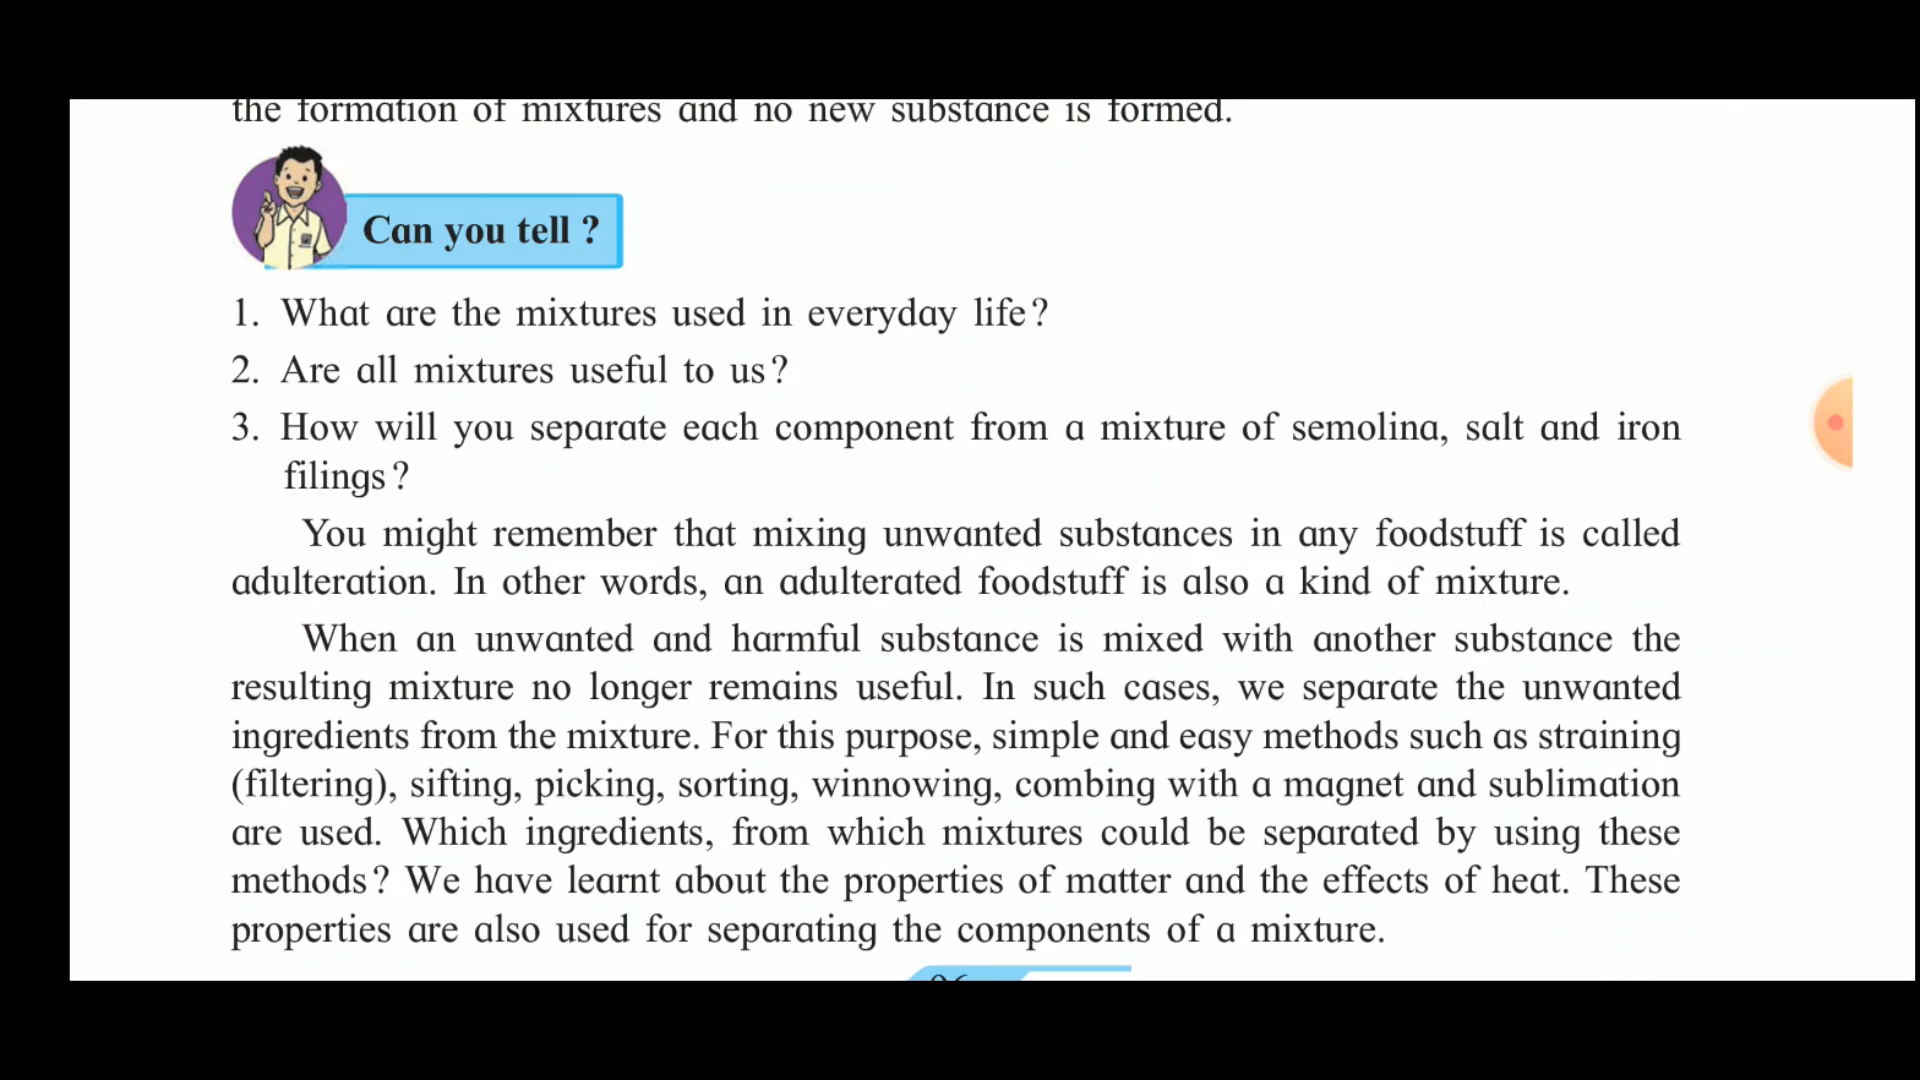 the formation of mixtures and no new substance is formed.
Can you tell ?
1. What are the mixtures used in everyday life?
2. Are all mixtures useful to us?
3. How will you separate each component from a mixture of semolina, salt and iron
filings?
You might remember that mixing unwanted substances in any foodstuff is called
adulteration. In other words, an adulterated foodstuff is also a kind of mixture.
When an unwanted and harmful substance is mixed with another substance the
resulting mixture no longer remains useful. In such cases, we separate the unwanted
ingredients from the mixture. For this purpose, simple and easy methods such as straining
(filtering), sifting, picking, sorting, winnowing, combing with a magnet and sublimation
are used. Which ingredients, from which mixtures could be separated by using these
methods? We have learnt about the properties of matter and the effects of heat. These
properties are also used for separating the components of a mixture.